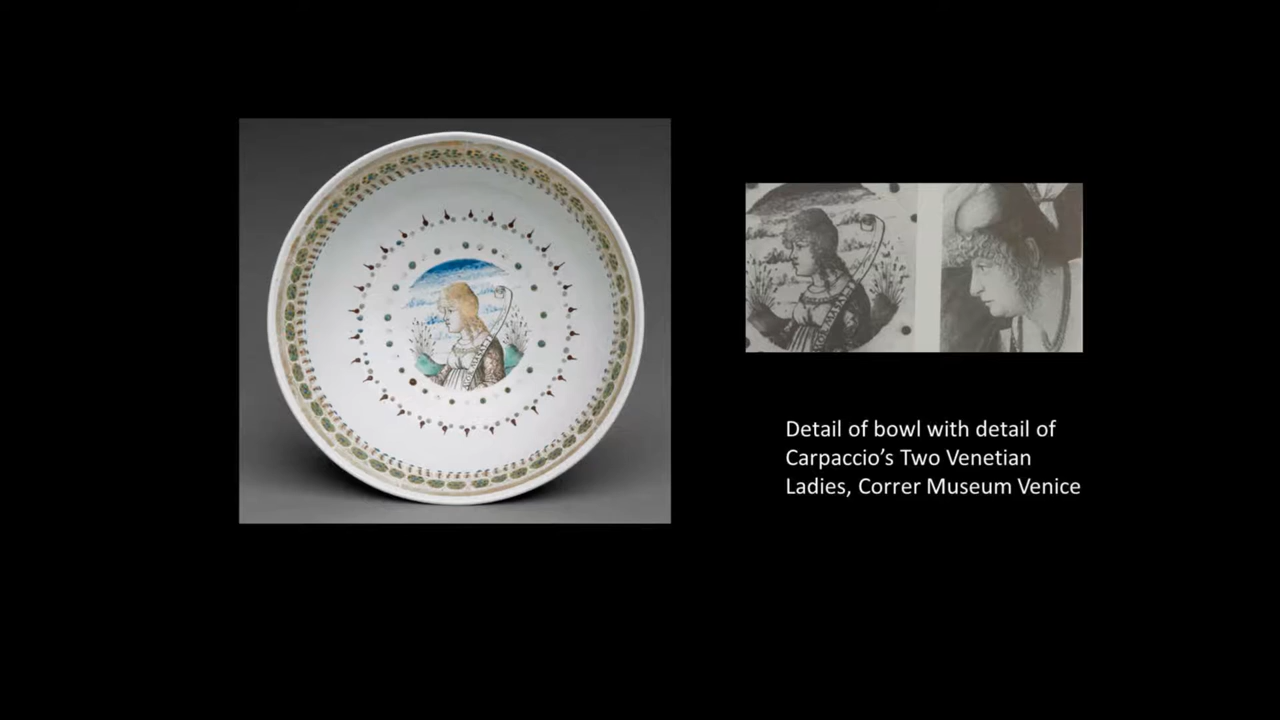 Detail of bowl with detail of
Carpaccio’s Two Venetian
Ladies, Correr Museum Venice